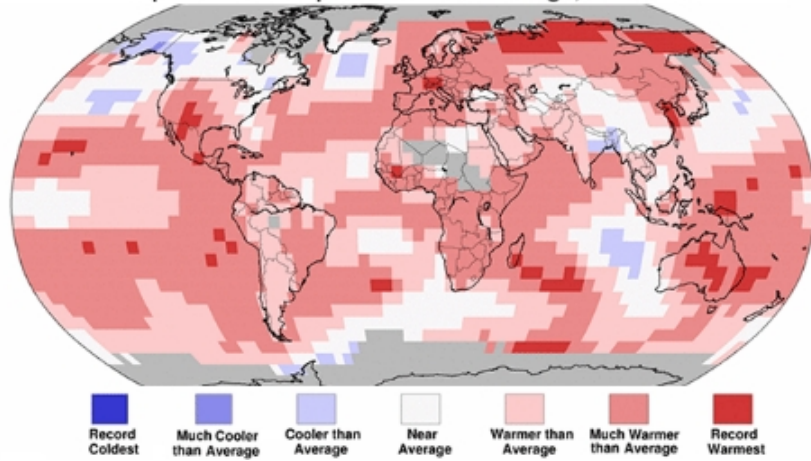 Record
Coldest
Much Cooler
than Average
Cooler than
Average
Near
Average
Warmer than
Average
Much Warmer
than Average
Record
Warmest